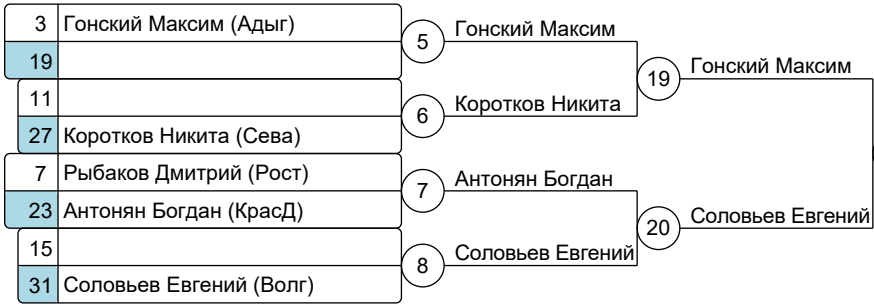 3 Гонский Максим (Адыг)
19
5 Гонский Максим
11
27 Коротков Никита (Сева)
6 Коротков Никита
19 Гонский Максим
7 Рыбаков Дмитрий (Рост)
23 Антонян Богдан (КрасД)
7 Антонян Богдан
15
31 Соловьев Евгений (Волг)
8 Соловьев Евгений
20 Соловьев Евгений